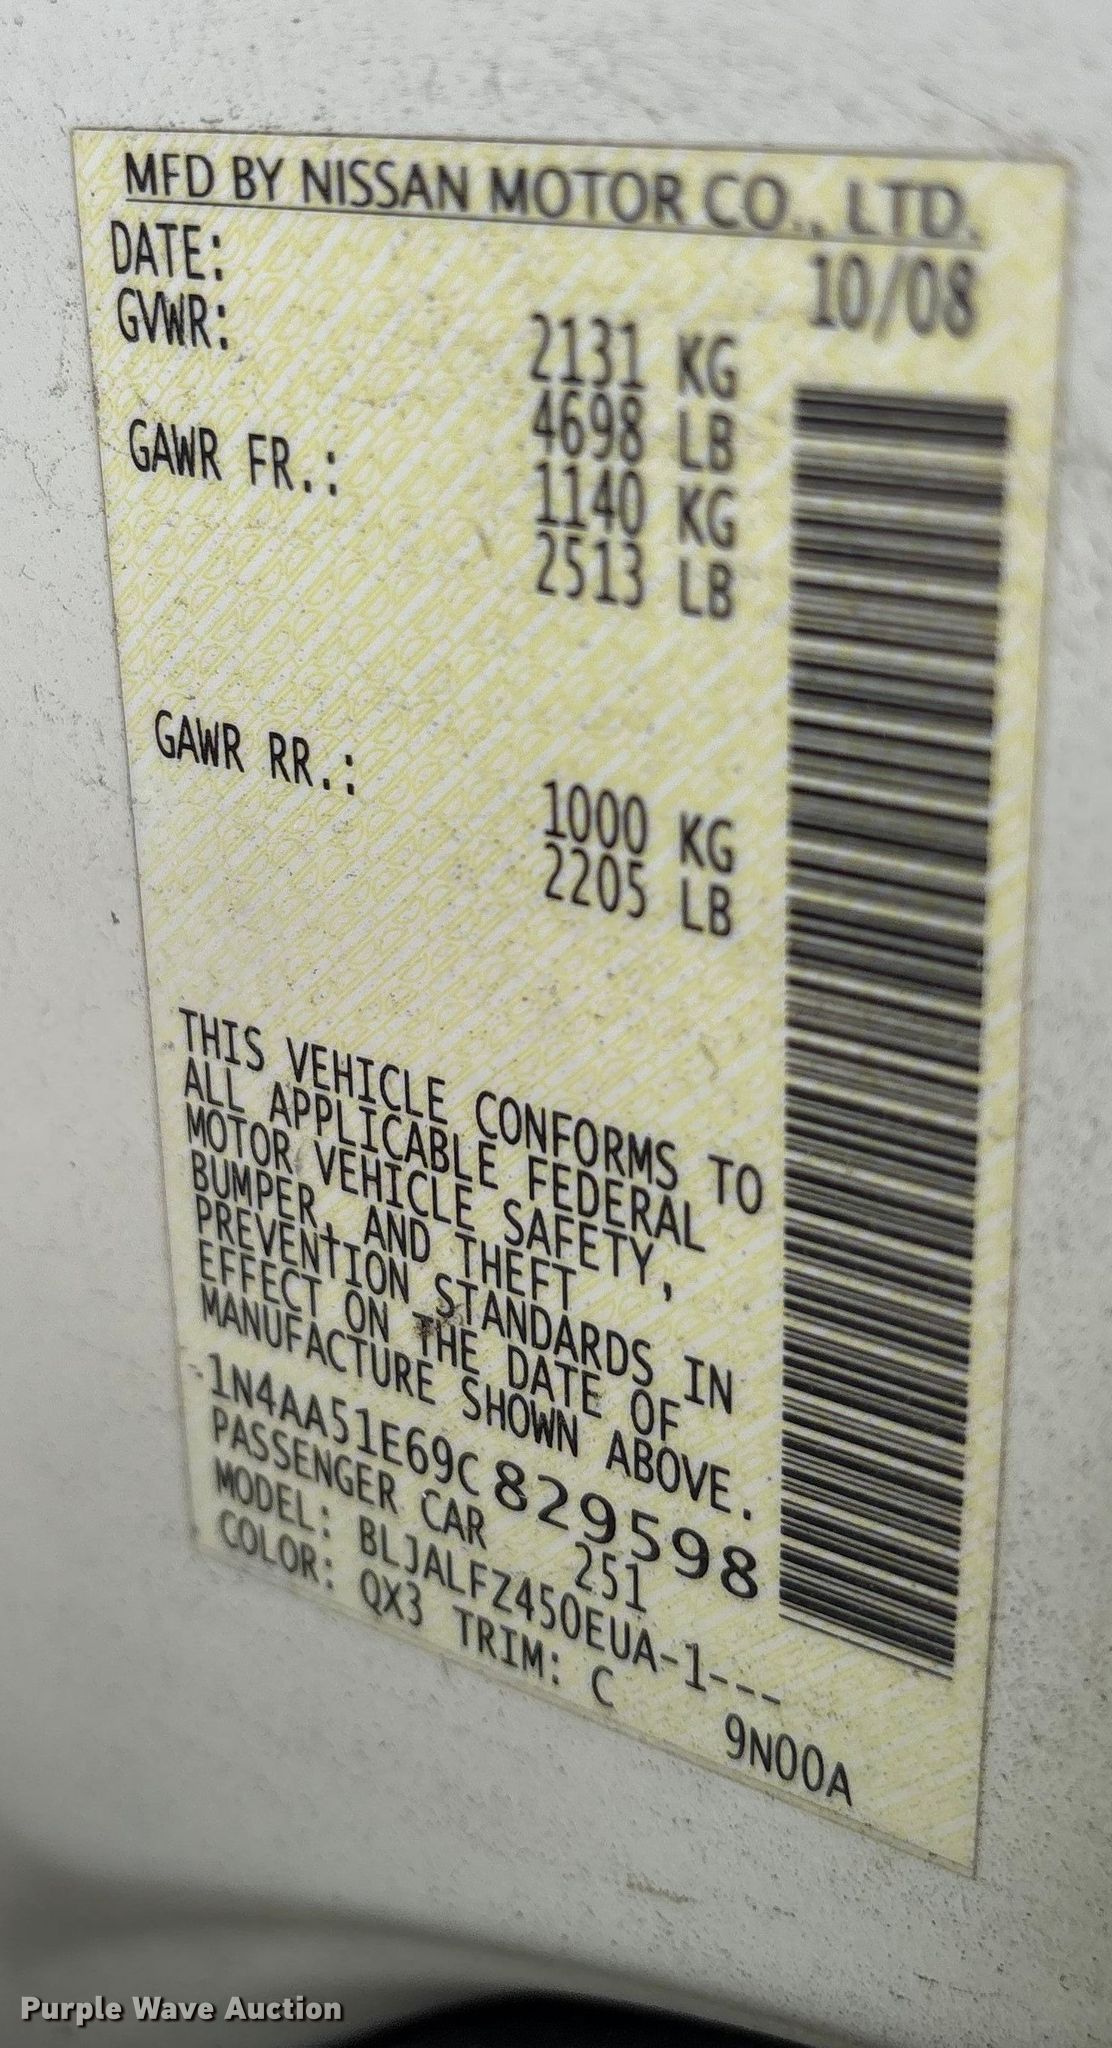 MFD BY NISSAN MOTOR CO., LTD.
DATE: 10/08
GVWR: 2131 KG
4698 LB
GAWR FR.: 1140 KG
2513 LB
GAWR RR.: 1000 KG
2205 LB
THIS VEHICLE CONFORMS TO
ALL APPLICABLE FEDERAL
MOTOR VEHICLE SAFETY,
BUMPER, AND THEFT
PREVENTION STANDARDS IN
EFFECT ON THE DATE OF
MANUFACTURE SHOWN ABOVE.
1N4AA51E69C829598
PASSENGER CAR 251
MODEL: BLJALFZ450EUA-1---
COLOR: QX3 TRIM: C 9N00A
Purple Wave Auction